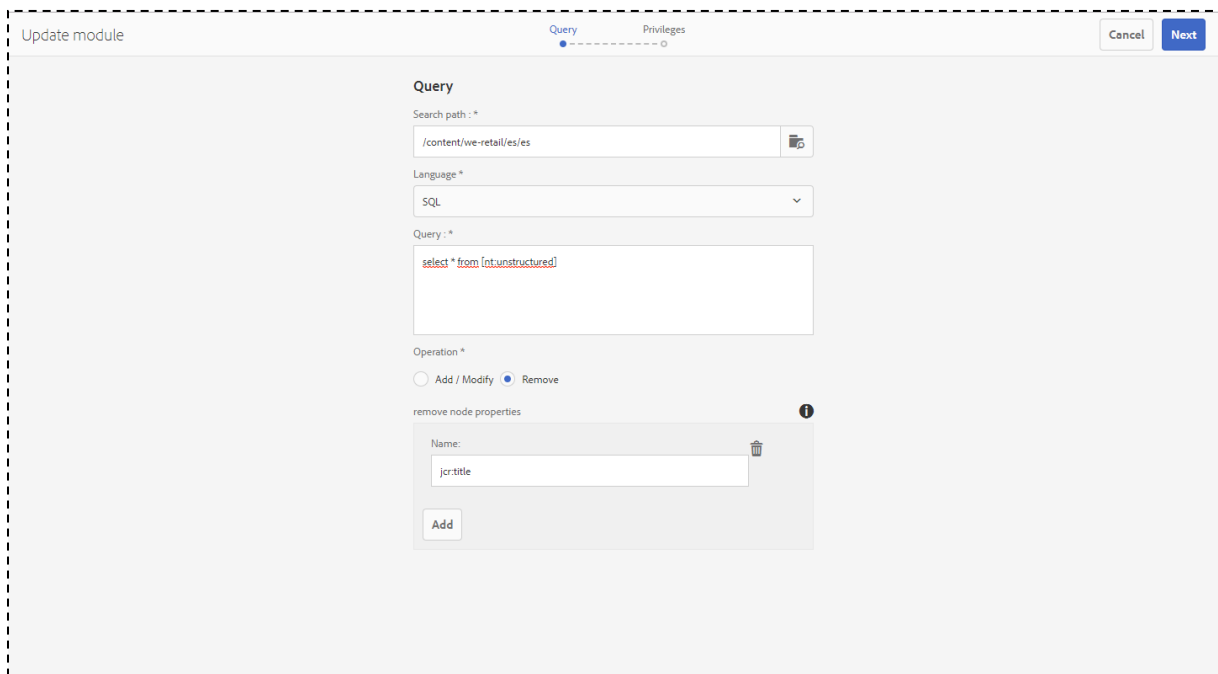 Update module
Query
Privileges
Cancel
Next
Query
Search path : *
/content/we-retail/es/es
Language *
SQL
Query : *
select * from [nt:unstructured]
Operation *
Add / Modify
Remove
remove node properties
Name:
jcr:title
Add